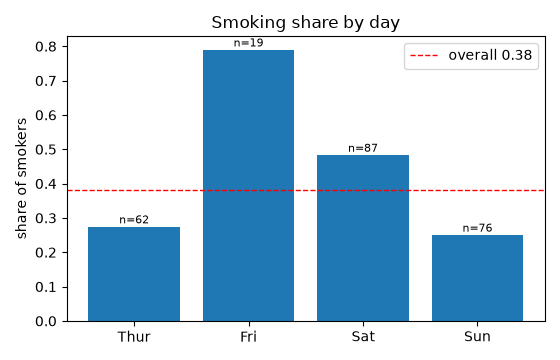 Smoking share by day
overall 0.38
share of smokers
0.8
0.7
0.6
0.5
0.4
0.3
0.2
0.1
0.0
n=62
n=19
n=87
n=76
Thur
Fri
Sat
Sun